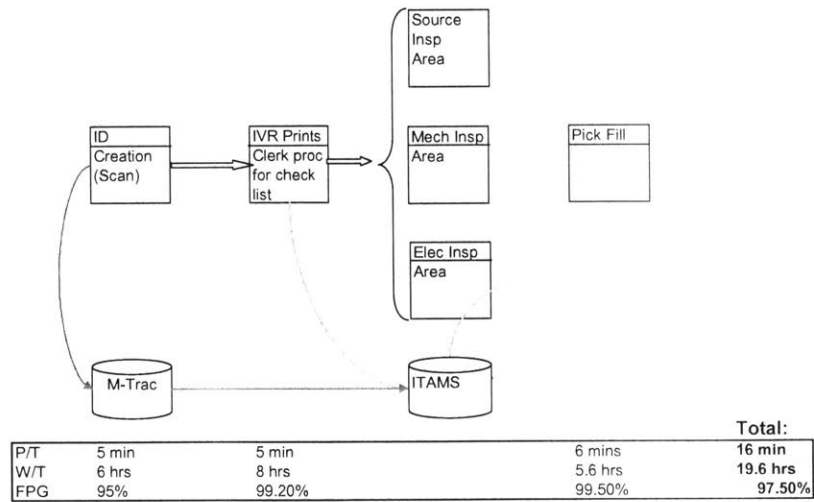 Source
Insp
Area
ID
Creation
(Scan)
IVR Prints
Clerk proc
for check
list
Mech Insp
Area
Pick Fill
Elec Insp
Area
M-Trac
ITAMS
Total:
P/T 5 min 5 min 6 mins 16 min
W/T 6 hrs 8 hrs 5.6 hrs 19.6 hrs
FPG 95% 99.20% 99.50% 97.50%